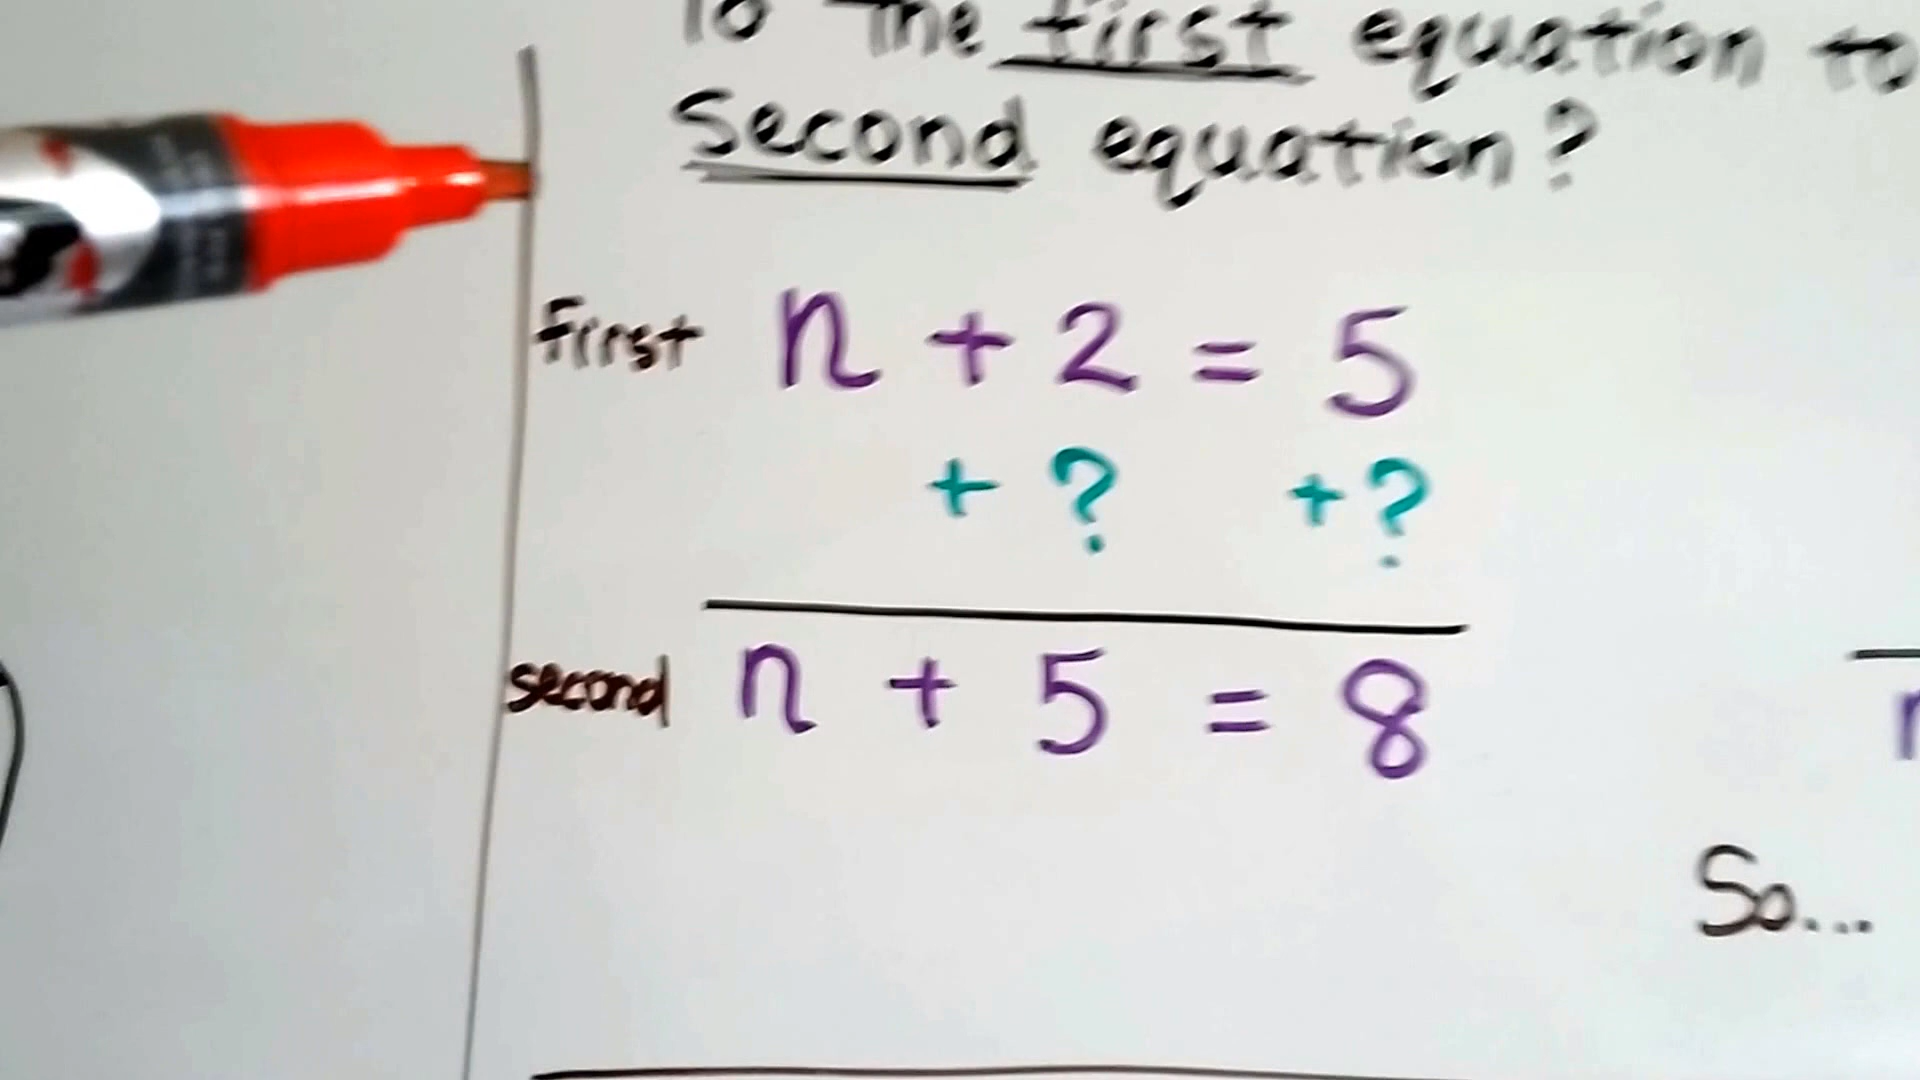 To the first equation to
second equation?
first n + 2 = 5
+ ? + ?
second n + 5 = 8
So...